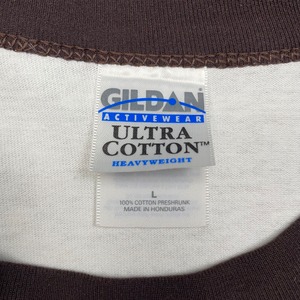 GILDAN
ACTIVEWEAR
ULTRA
COTTON™
HEAVYWEIGHT
L
100% COTTON PRESHRUNK
MADE IN HONDURAS